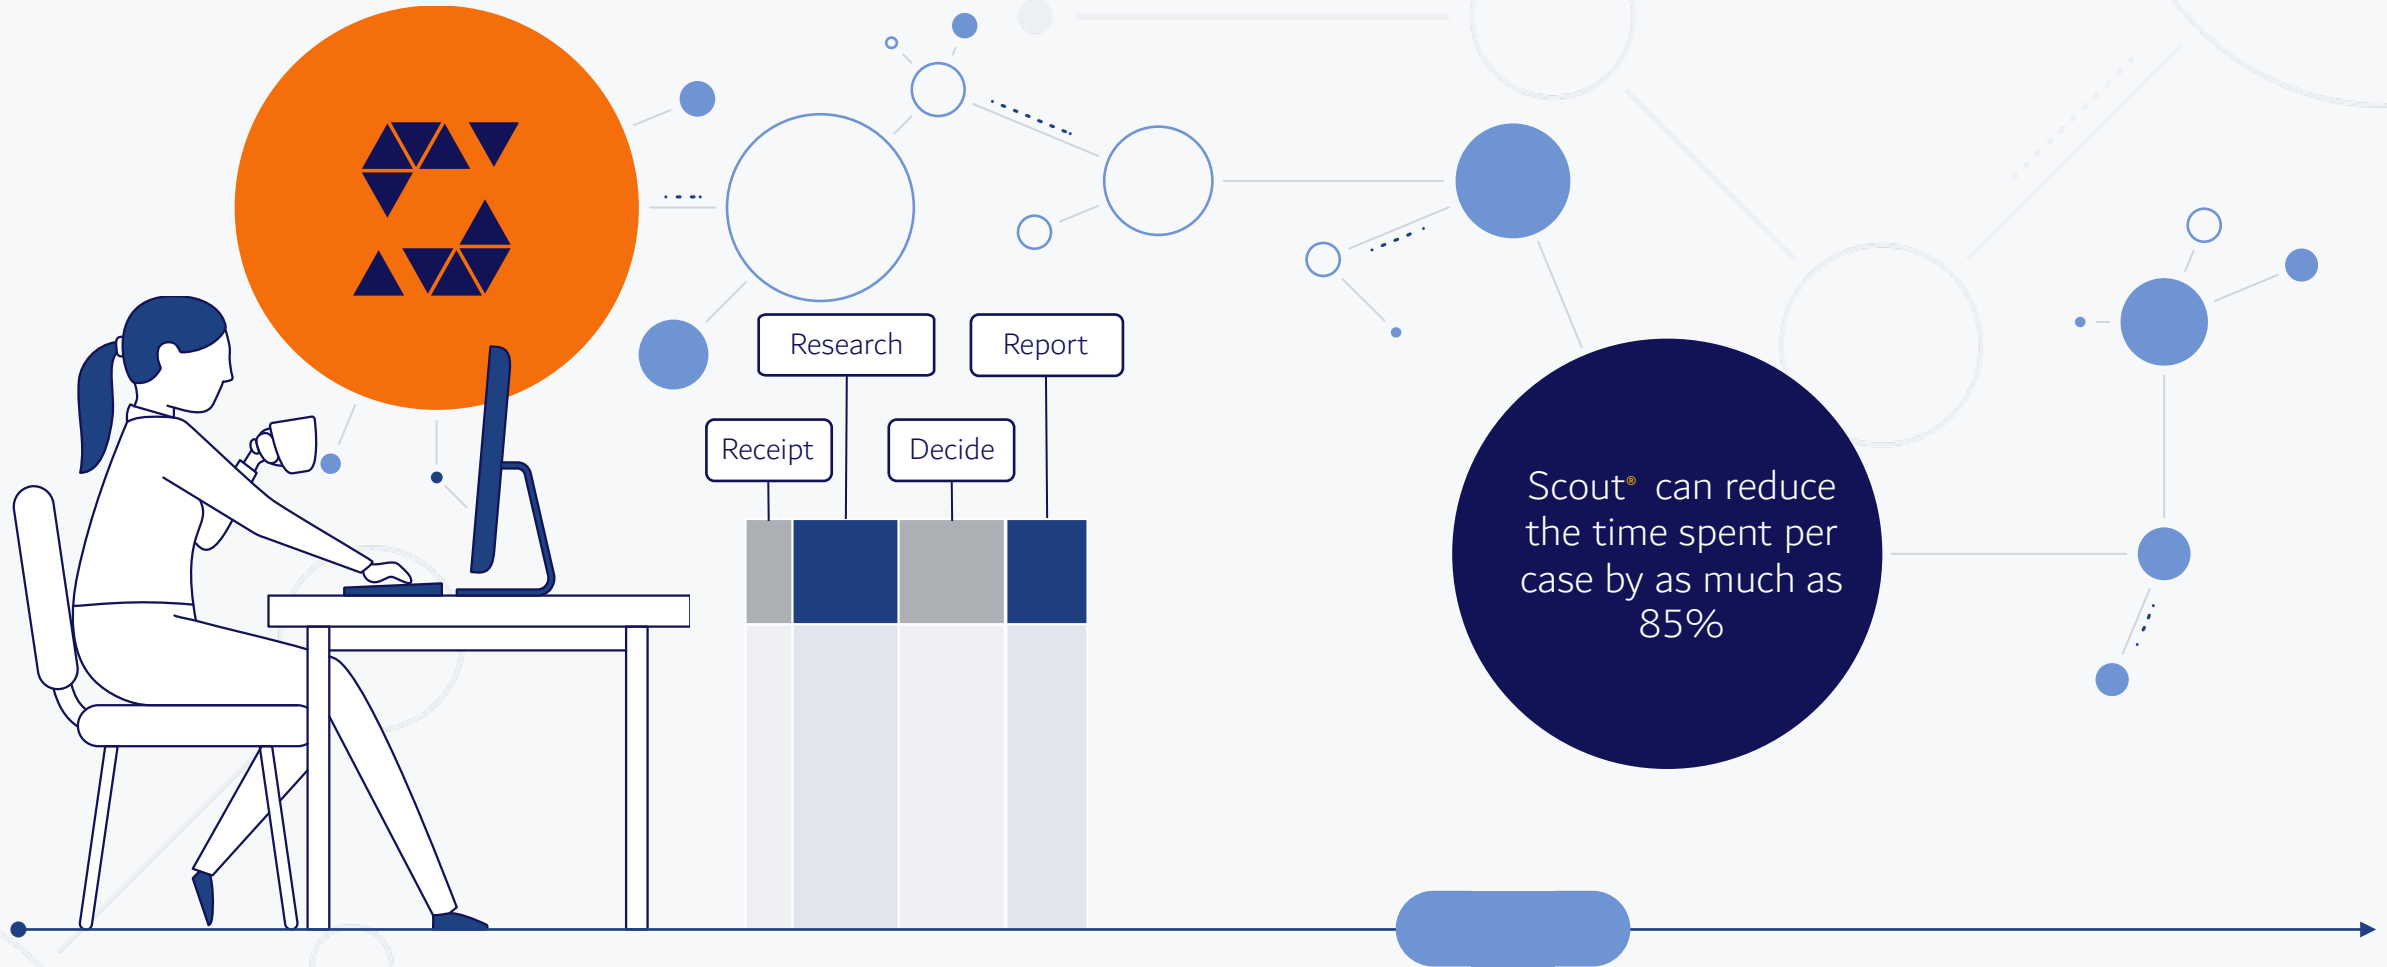 Research
Report
Receipt
Decide
Scout® can reduce
the time spent per
case by as much as
85%